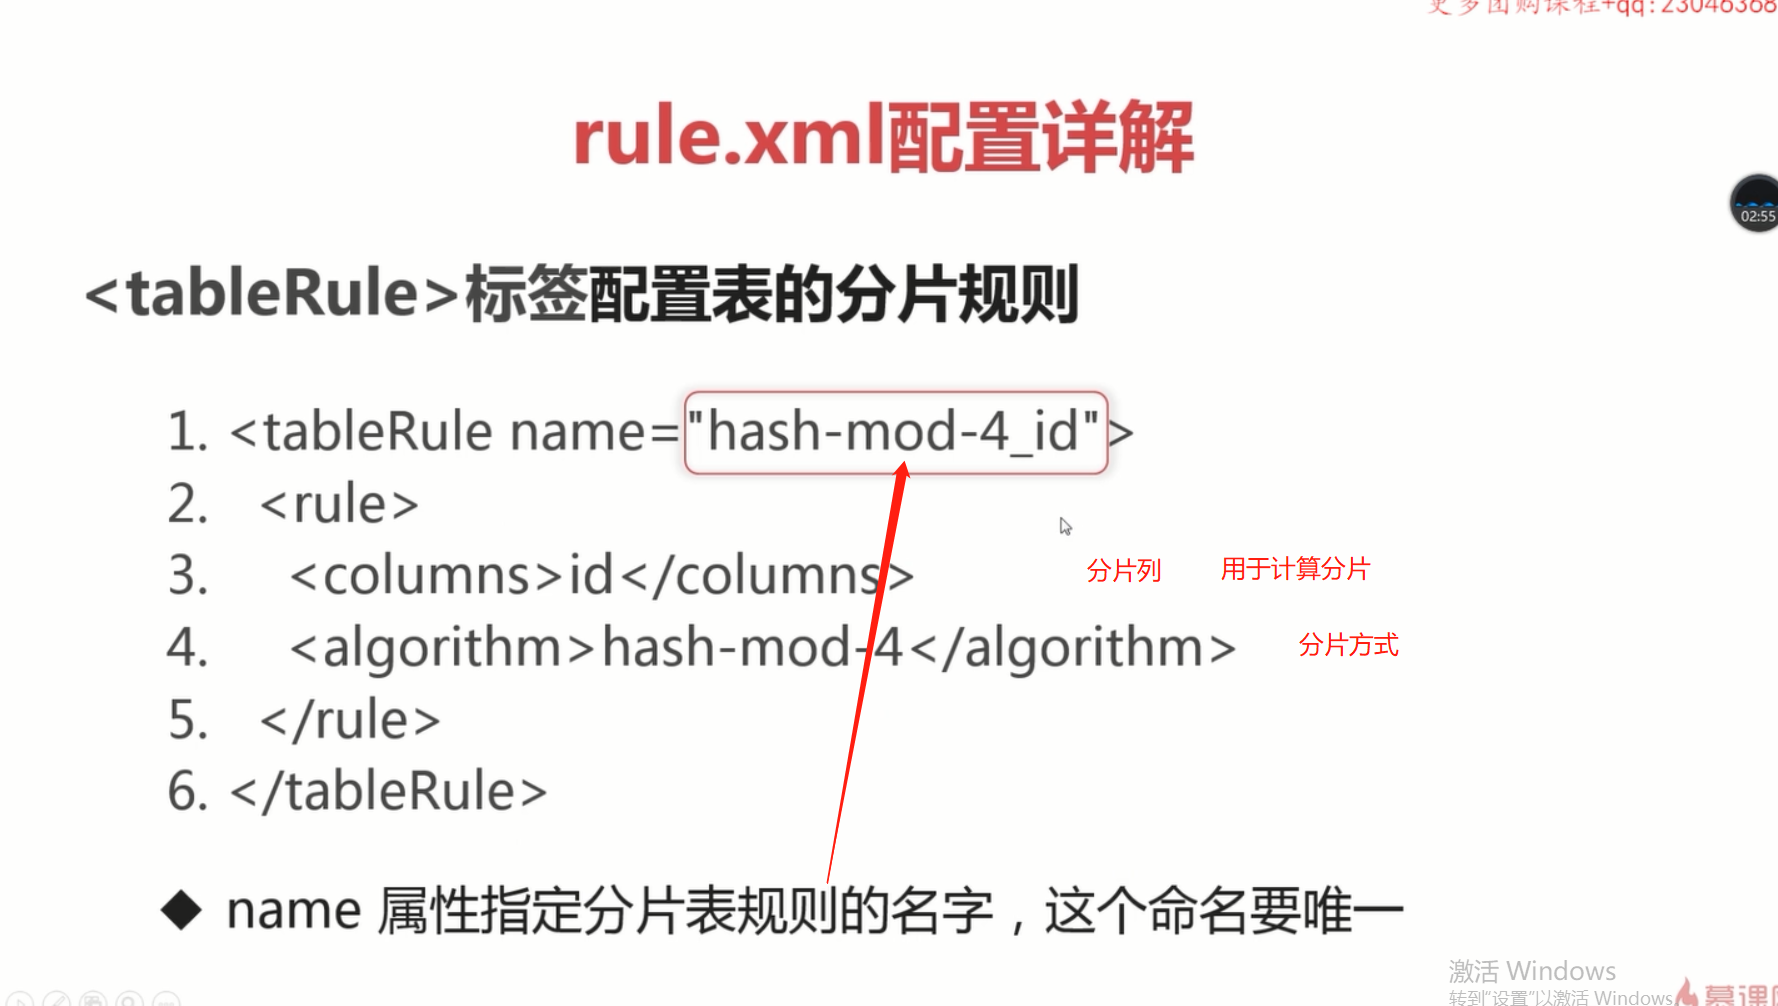 更多团购课程+qq:23046368
rule.xml配置详解
02:55
<tableRule>标签配置表的分片规则
1. <tableRule name="hash-mod-4_id">
2. <rule>
3. <columns>id</columns> 分片列 用于计算分片
4. <algorithm>hash-mod-4</algorithm> 分片方式
5. </rule>
6. </tableRule>
◆ name 属性指定分片表规则的名字，这个命名要唯一
激活 Windows
转到"设置"以激活 Windows
慕课